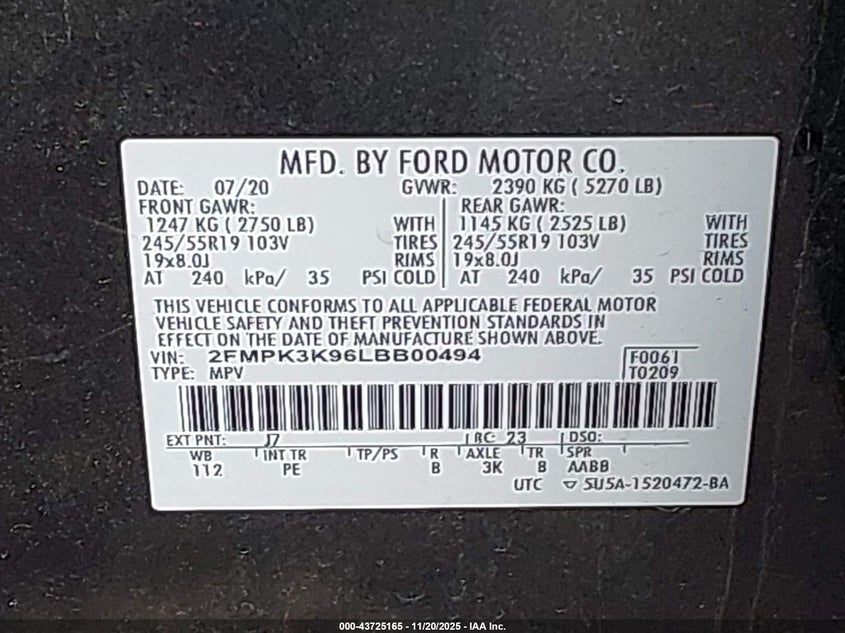 MFD. BY FORD MOTOR CO.
DATE: 07/20 GVWR: 2390 KG ( 5270 LB)
FRONT GAWR: REAR GAWR:
1247 KG ( 2750 LB) WITH 1145 KG ( 2525 LB) WITH
245/55R19 103V TIRES 245/55R19 103V TIRES
19x8.0J RIMS 19x8.0J RIMS
AT 240 kPa/ 35 PSI COLD AT 240 kPa/ 35 PSI COLD
THIS VEHICLE CONFORMS TO ALL APPLICABLE FEDERAL MOTOR
VEHICLE SAFETY AND THEFT PREVENTION STANDARDS IN
EFFECT ON THE DATE OF MANUFACTURE SHOWN ABOVE.
VIN: 2FMPK3K96LBB00494 F0061
TYPE: MPV T0209
EXT PNT: J7 RC: 23 DSO:
WB INT TR TP/PS R AXLE TR SPR
112 PE B 3K 8 AABB
UTC ▽ 5U5A-1520472-BA
000-43725165 - 11/20/2025 - IAA Inc.